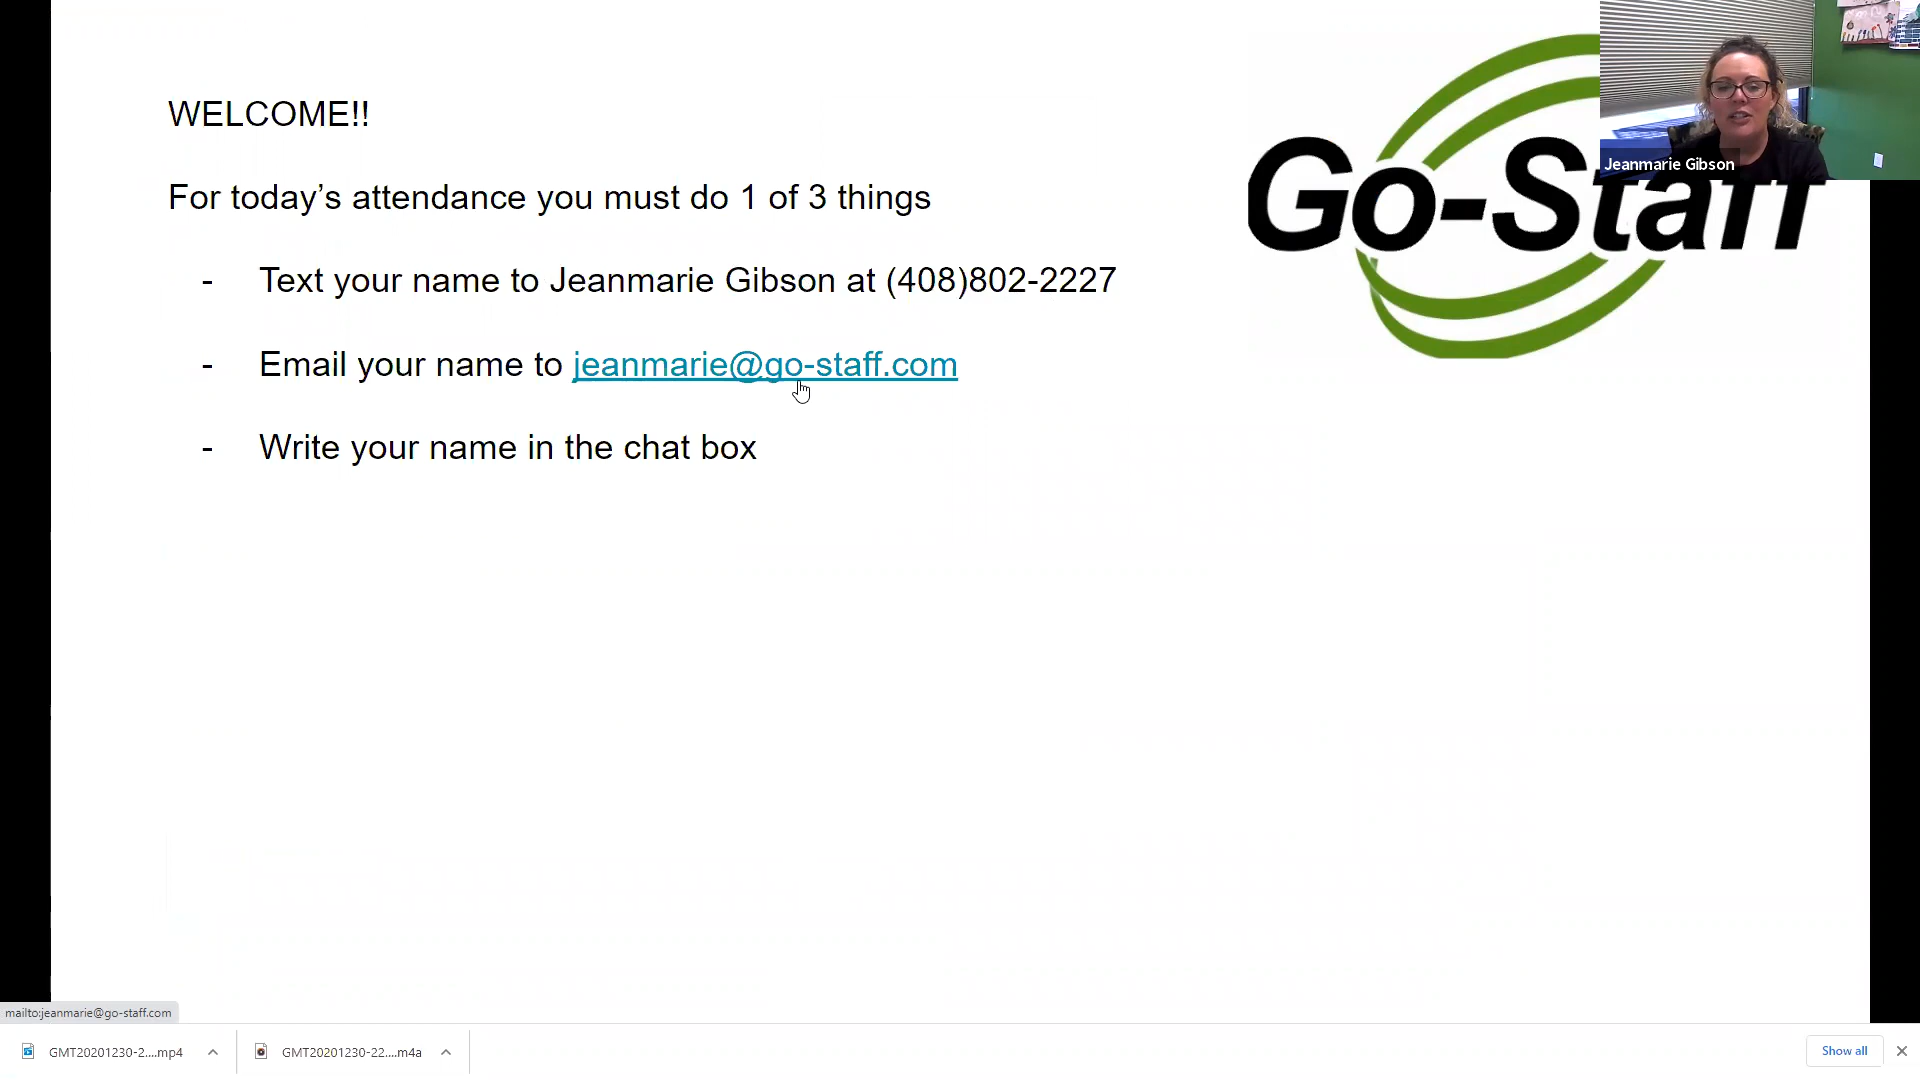 WELCOME!!
For today’s attendance you must do 1 of 3 things
- Text your name to Jeanmarie Gibson at (408)802-2227
- Email your name to jeanmarie@go-staff.com
- Write your name in the chat box
Go-Staff
Jeanmarie Gibson
mailto:jeanmarie@go-staff.com
GMT20201230-2....mp4
GMT20201230-22....m4a
Show all